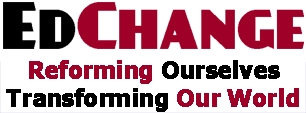 EDCHANGE
Reforming Ourselves
Transforming Our World